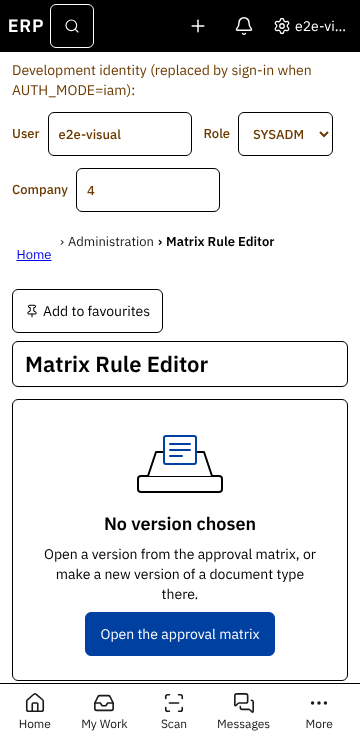 ERP
e2e-vi...
Development identity (replaced by sign-in when
AUTH_MODE=iam):
User e2e-visual Role SYSADM
Company 4
Home › Administration › Matrix Rule Editor
Add to favourites
Matrix Rule Editor
No version chosen
Open a version from the approval matrix, or
make a new version of a document type
there.
Open the approval matrix
Home My Work Scan Messages More